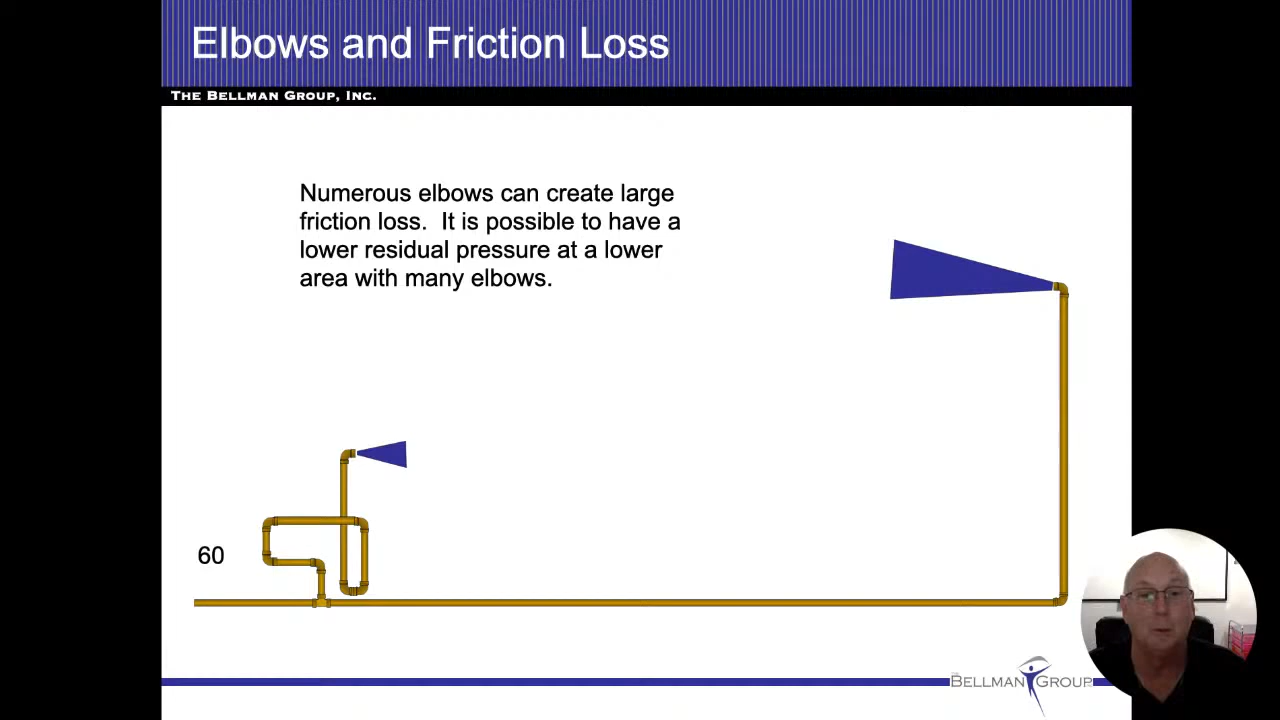 Elbows and Friction Loss
THE BELLMAN GROUP, INC.
Numerous elbows can create large
friction loss. It is possible to have a
lower residual pressure at a lower
area with many elbows.
60
THE BELLMAN GROUP